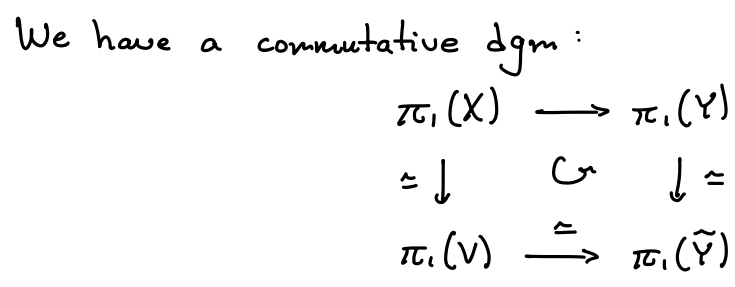 We have a commutative dgm :
π₁(X) ⟶ π₁(Y)
≃ ↓ ↻ ↓ ≃
π₁(V) ≃⟶ π₁(Ỹ)